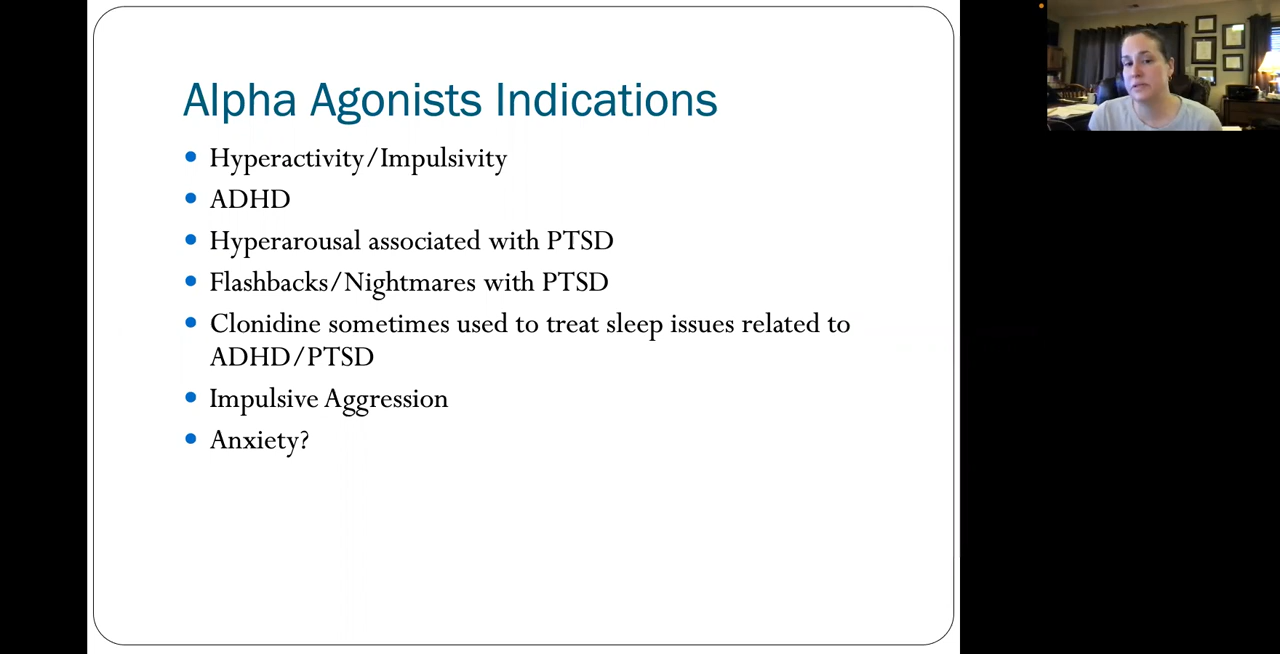 Alpha Agonists Indications
Hyperactivity/Impulsivity
ADHD
Hyperarousal associated with PTSD
Flashbacks/Nightmares with PTSD
Clonidine sometimes used to treat sleep issues related to
ADHD/PTSD
Impulsive Aggression
Anxiety?